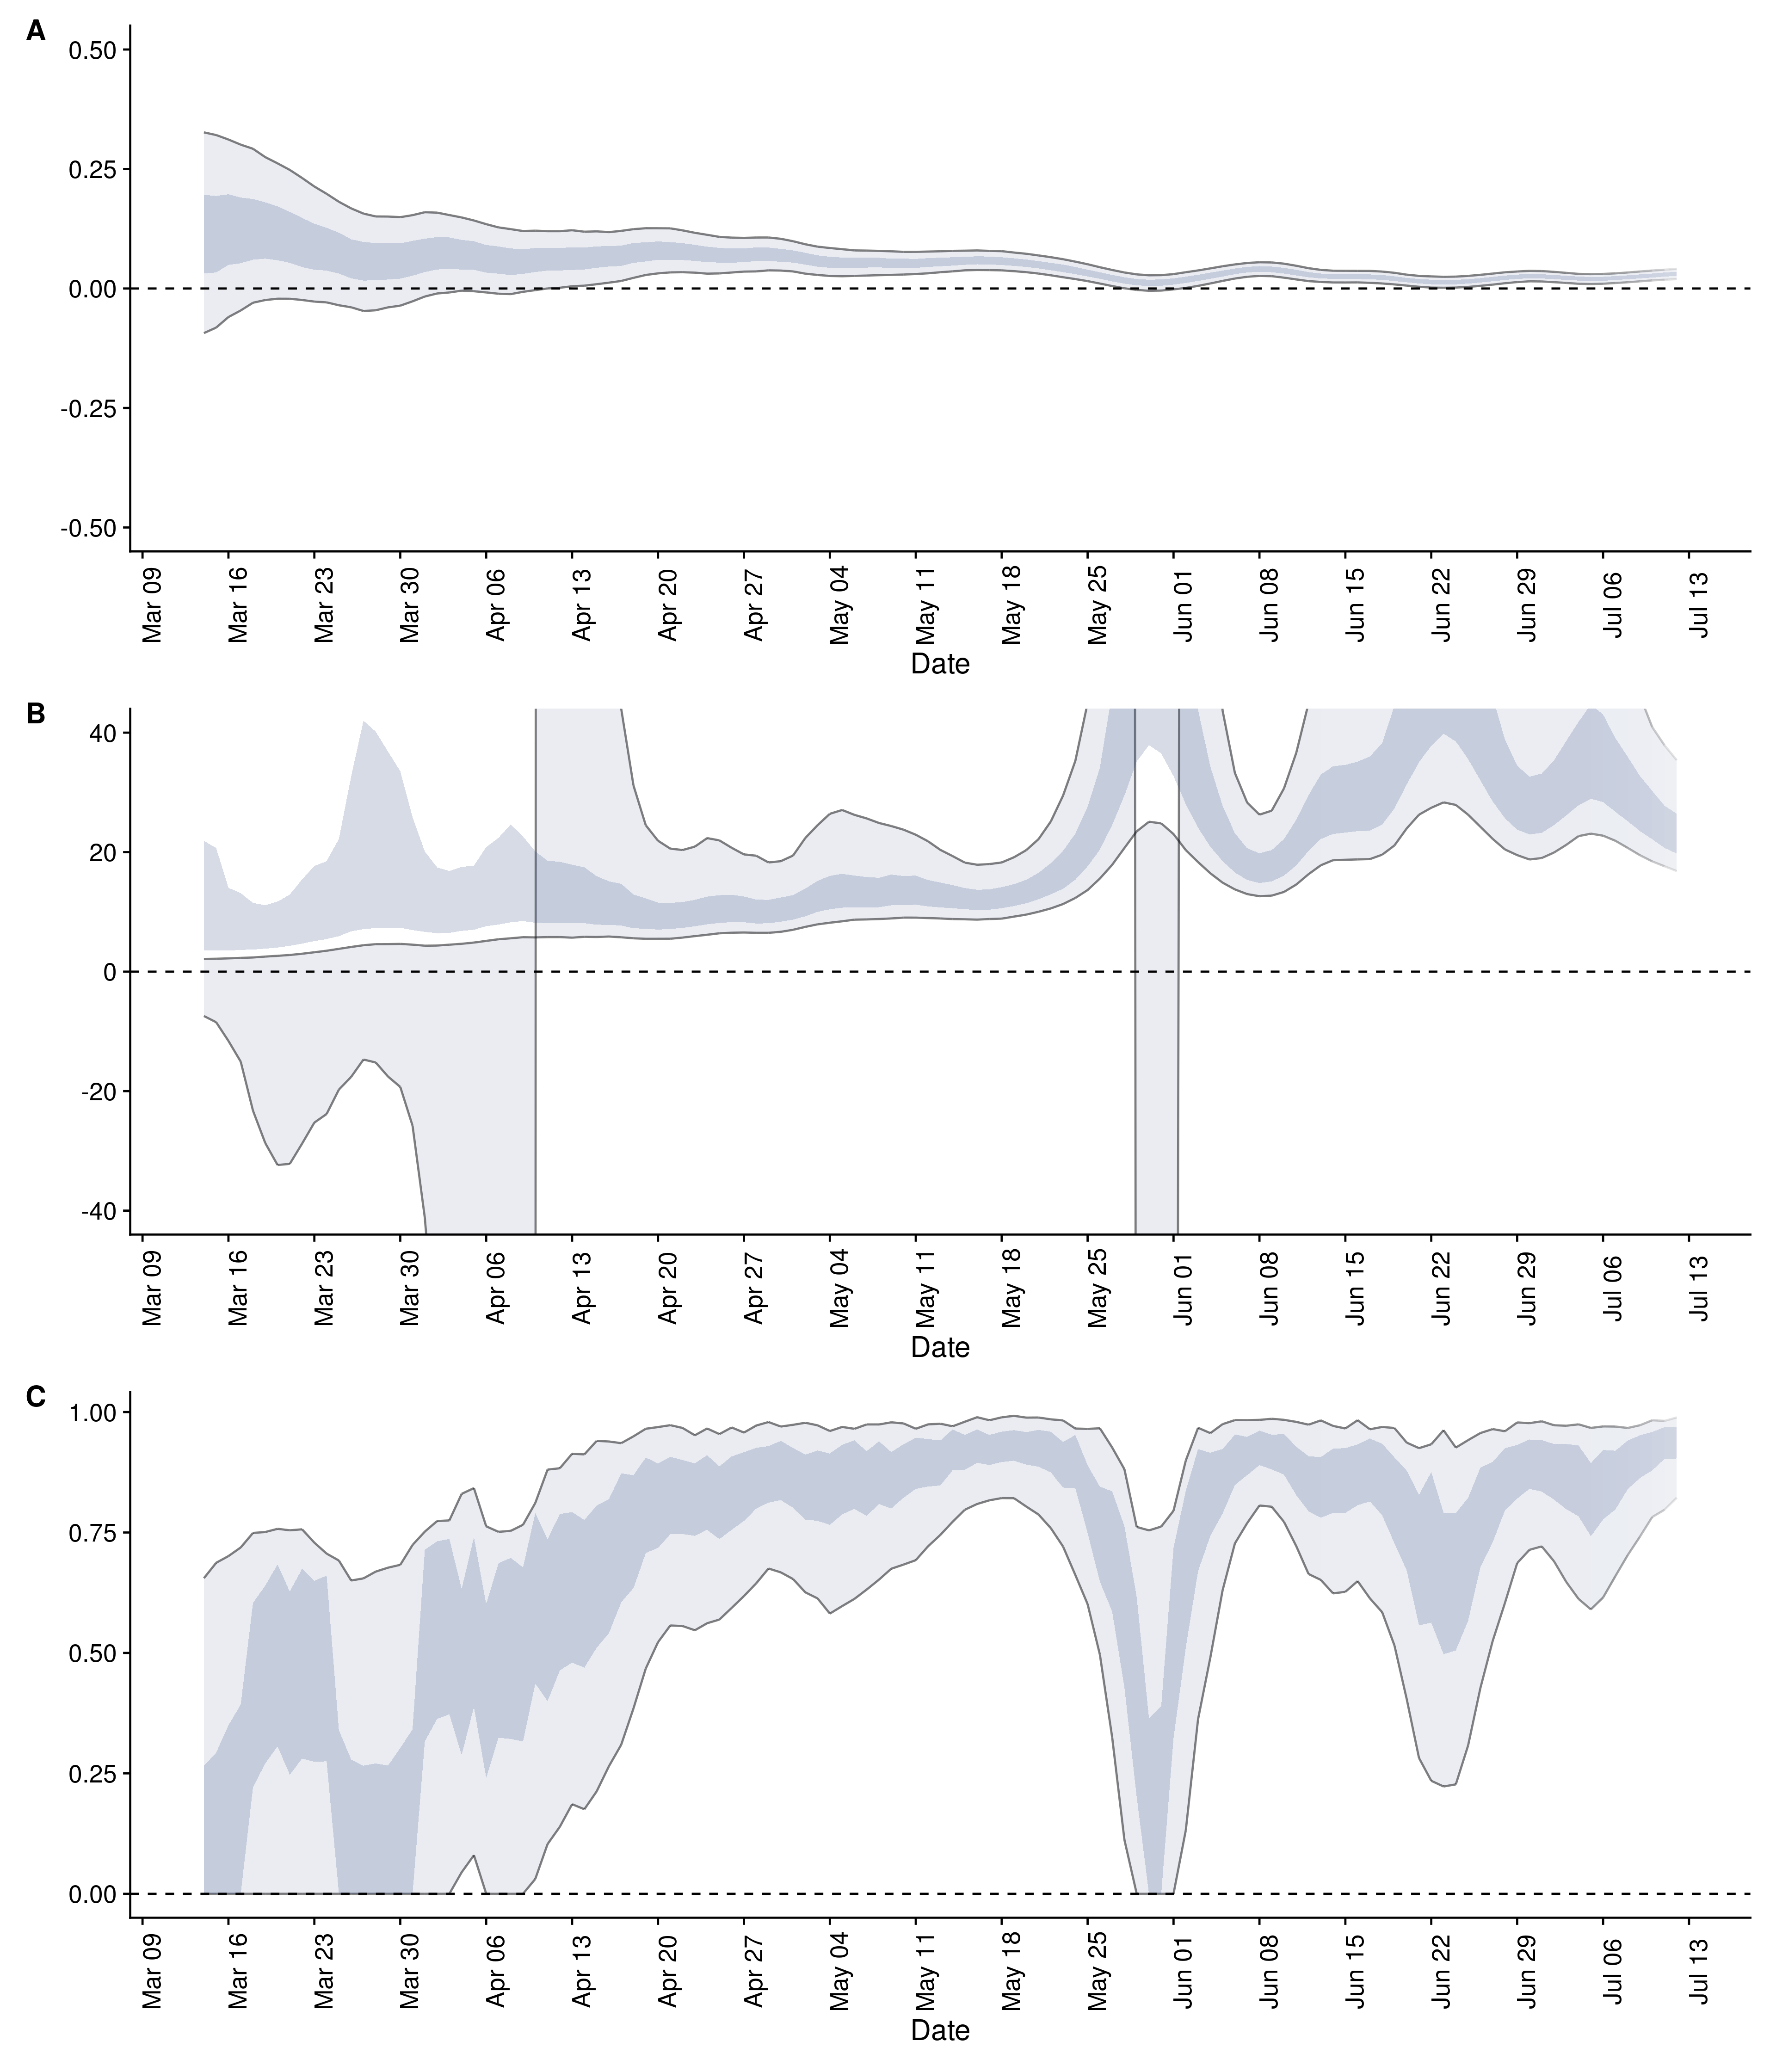 A
0.50
0.25
0.00
-0.25
-0.50
Mar 09
Mar 16
Mar 23
Mar 30
Apr 06
Apr 13
Apr 20
Apr 27
May 04
May 11
May 18
May 25
Jun 01
Jun 08
Jun 15
Jun 22
Jun 29
Jul 06
Jul 13
Date
B
40
20
0
-20
-40
Mar 09
Mar 16
Mar 23
Mar 30
Apr 06
Apr 13
Apr 20
Apr 27
May 04
May 11
May 18
May 25
Jun 01
Jun 08
Jun 15
Jun 22
Jun 29
Jul 06
Jul 13
Date
C
1.00
0.75
0.50
0.25
0.00
Mar 09
Mar 16
Mar 23
Mar 30
Apr 06
Apr 13
Apr 20
Apr 27
May 04
May 11
May 18
May 25
Jun 01
Jun 08
Jun 15
Jun 22
Jun 29
Jul 06
Jul 13
Date